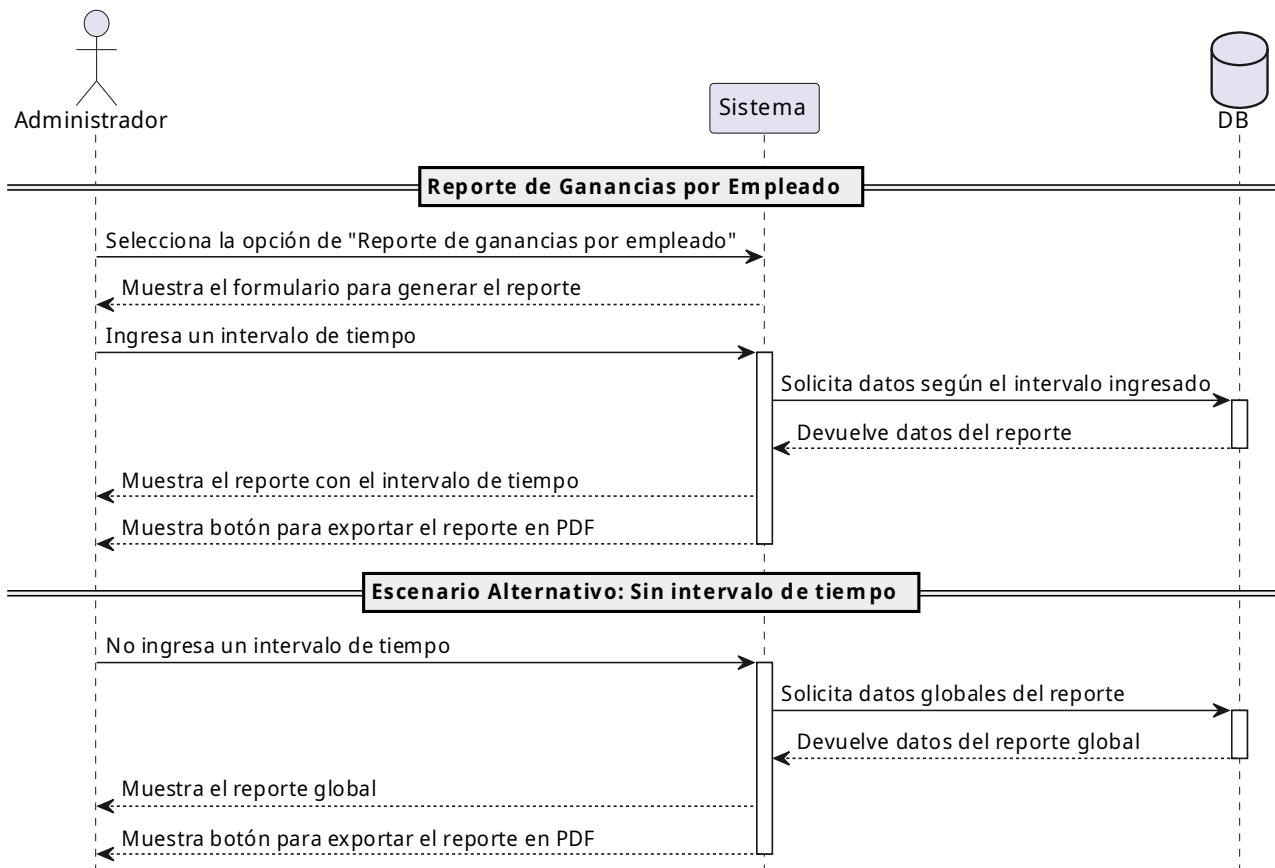 Administrador
Sistema
DB
Reporte de Ganancias por Empleado
Selecciona la opción de "Reporte de ganancias por empleado"
Muestra el formulario para generar el reporte
Ingresa un intervalo de tiempo
Solicita datos según el intervalo ingresado
Devuelve datos del reporte
Muestra el reporte con el intervalo de tiempo
Muestra botón para exportar el reporte en PDF
Escenario Alternativo: Sin intervalo de tiempo
No ingresa un intervalo de tiempo
Solicita datos globales del reporte
Devuelve datos del reporte global
Muestra el reporte global
Muestra botón para exportar el reporte en PDF